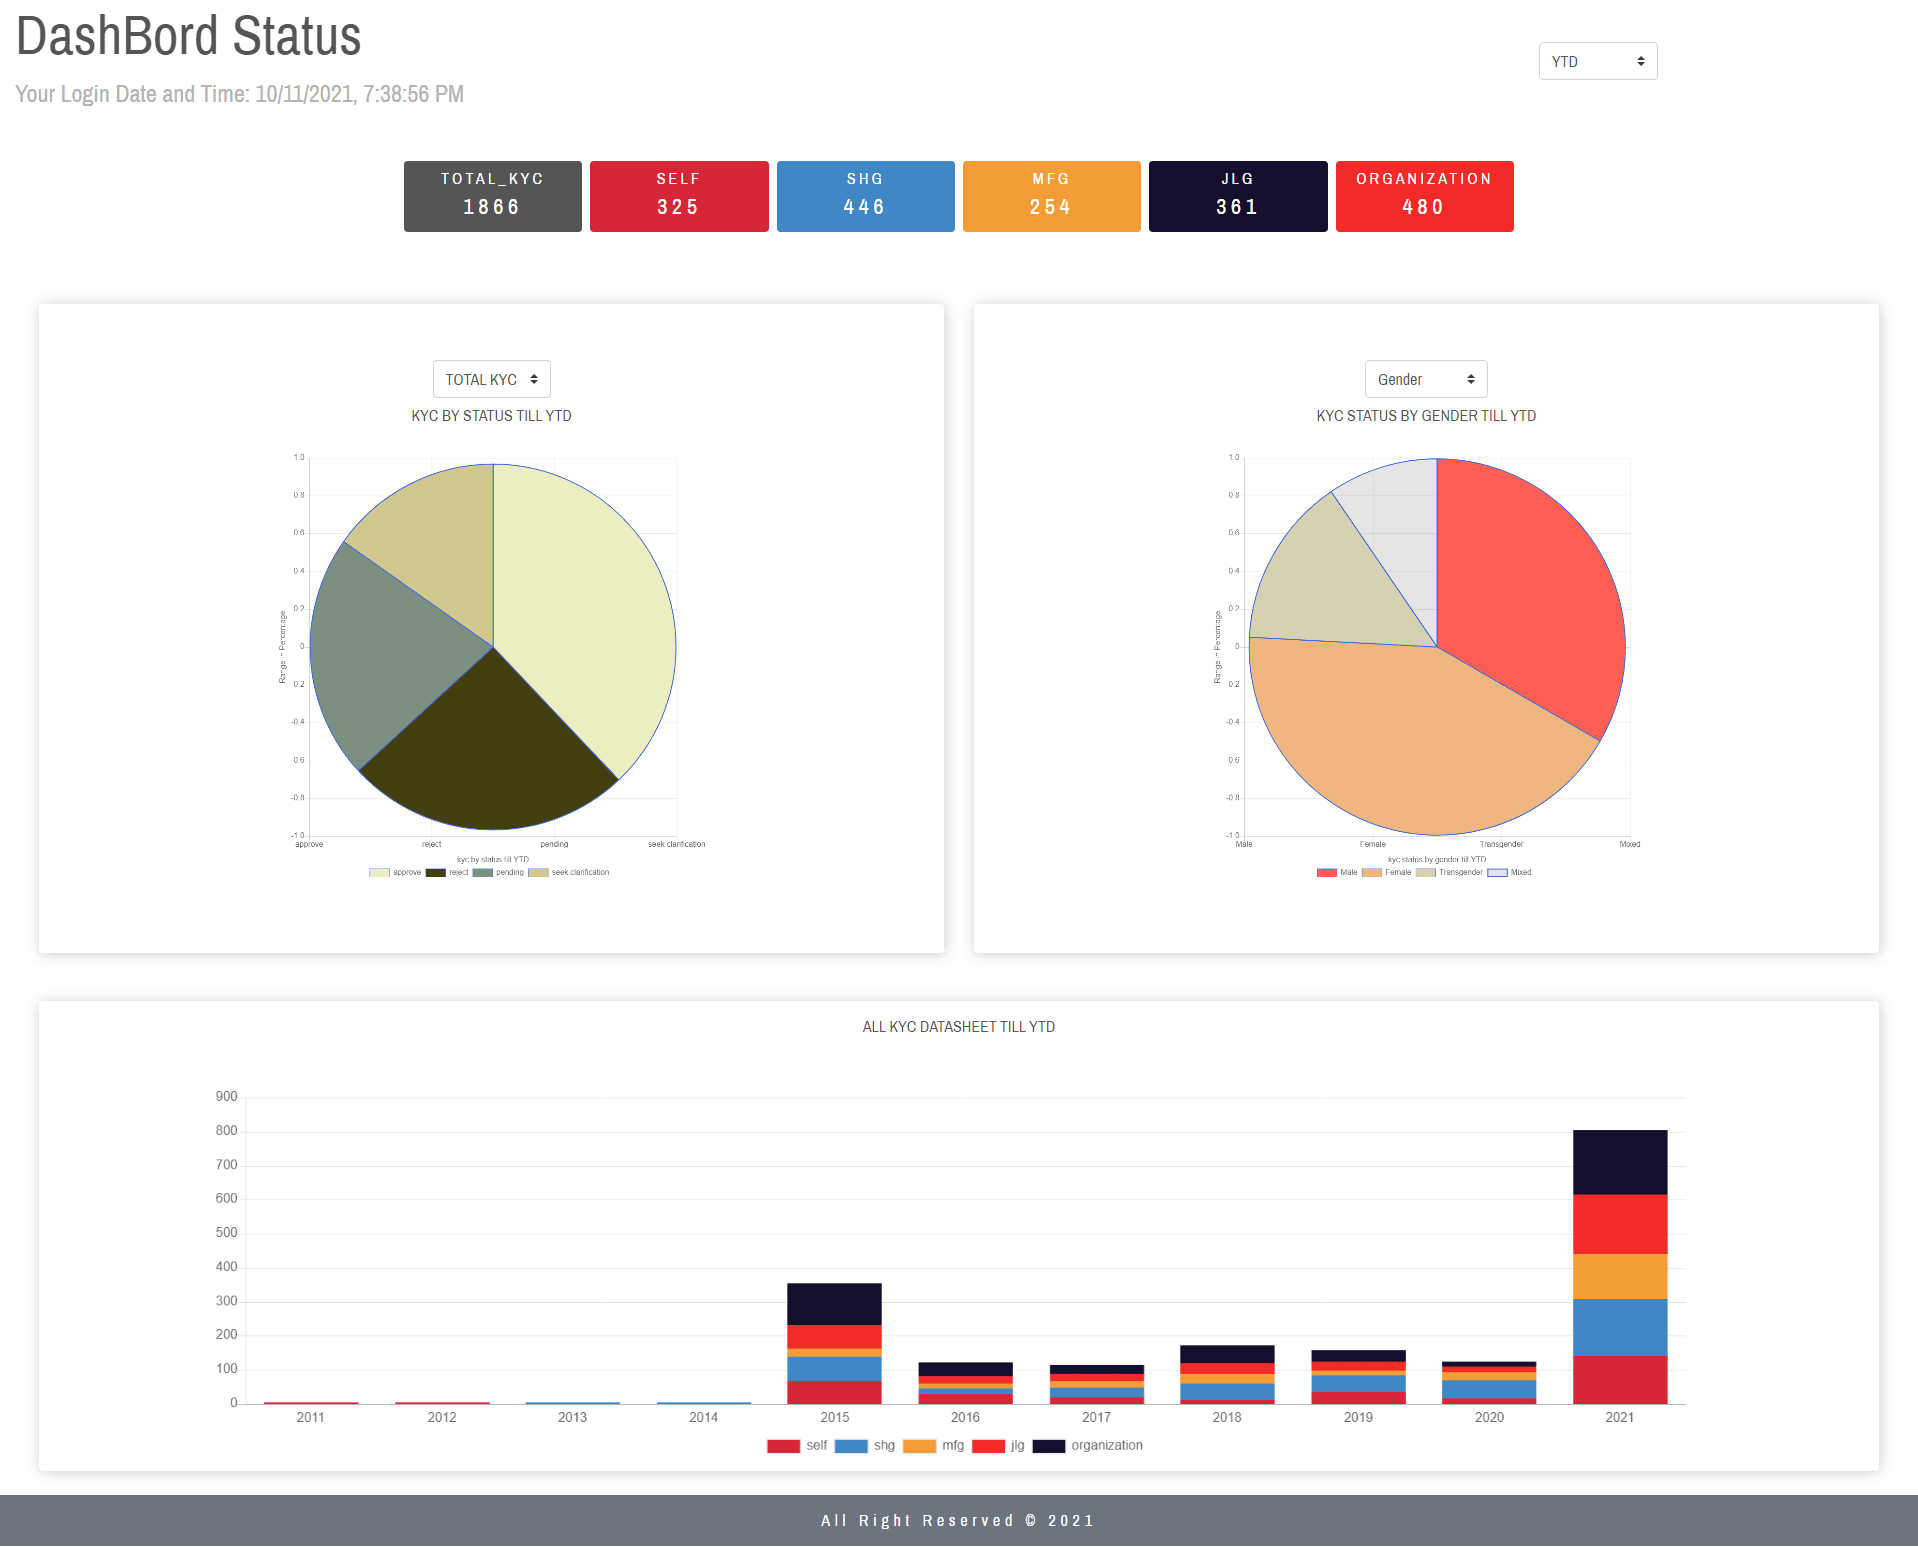 DashBord Status
YTD
Your Login Date and Time: 10/11/2021, 7:38:56 PM
TOTAL_KYC
1866
SELF
325
SHG
446
MFG
254
JLG
361
ORGANIZATION
480
TOTAL KYC
KYC BY STATUS TILL YTD
1.0
0.8
0.6
0.4
0.2
0
0.2
-0.4
0.6
-0.8
-1.0
Range in Percentage
approve reject pending seek clarification
kyc by status till YTD
approve reject pending seek clarification
Gender
KYC STATUS BY GENDER TILL YTD
1.0
0.8
0.6
0.4
0.2
0
0.2
-0.4
0.6
-0.8
-1.0
Range in Percentage
Male Female Transgender Mixed
kyc status by gender till YTD
Male Female Transgender Mixed
ALL KYC DATASHEET TILL YTD
900
800
700
600
500
400
300
200
100
0
2011 2012 2013 2014 2015 2016 2017 2018 2019 2020 2021
self shg mfg jlg organization
All Right Reserved © 2021